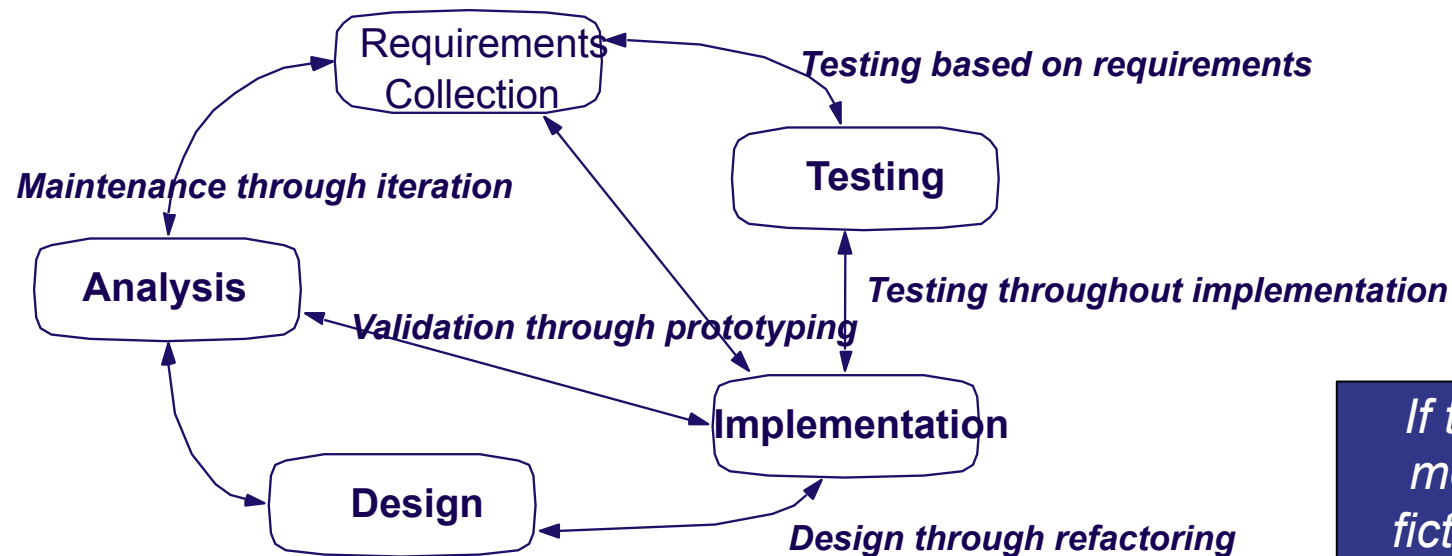 Requirements
Collection
Testing based on requirements
Testing
Maintenance through iteration
Analysis
Testing throughout implementation
Validation through prototyping
Implementation
If
Design
Design through refactoring